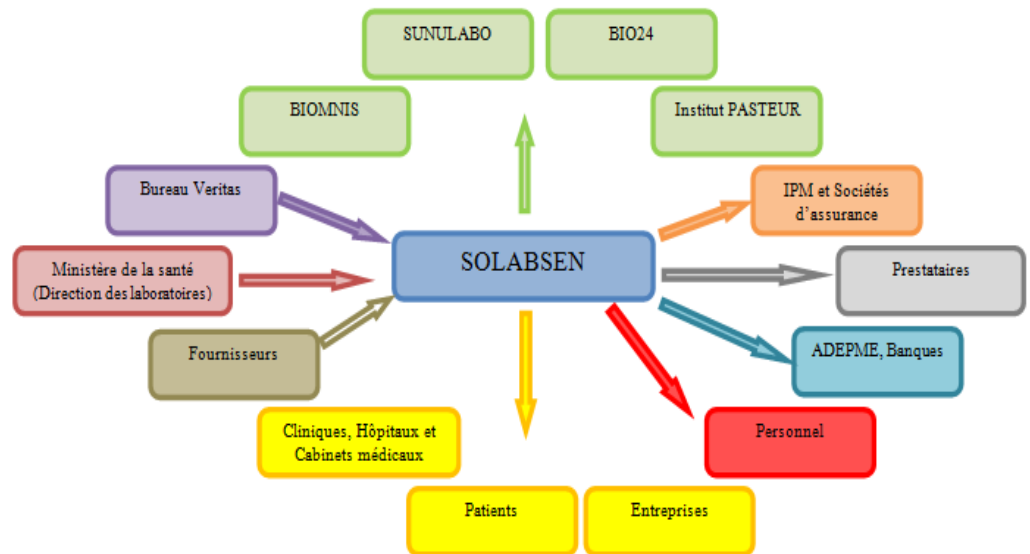 SUNULABO
BIO24
BIOMNIS
Institut PASTEUR
Bureau Veritas
IPM et Sociétés
d’assurance
SOLABSEN
Ministère de la santé
(Direction des laboratoires)
Prestataires
Fournisseurs
ADEPME, Banques
Cliniques, Hôpitaux et
Cabinets médicaux
Personnel
Patients
Entreprises